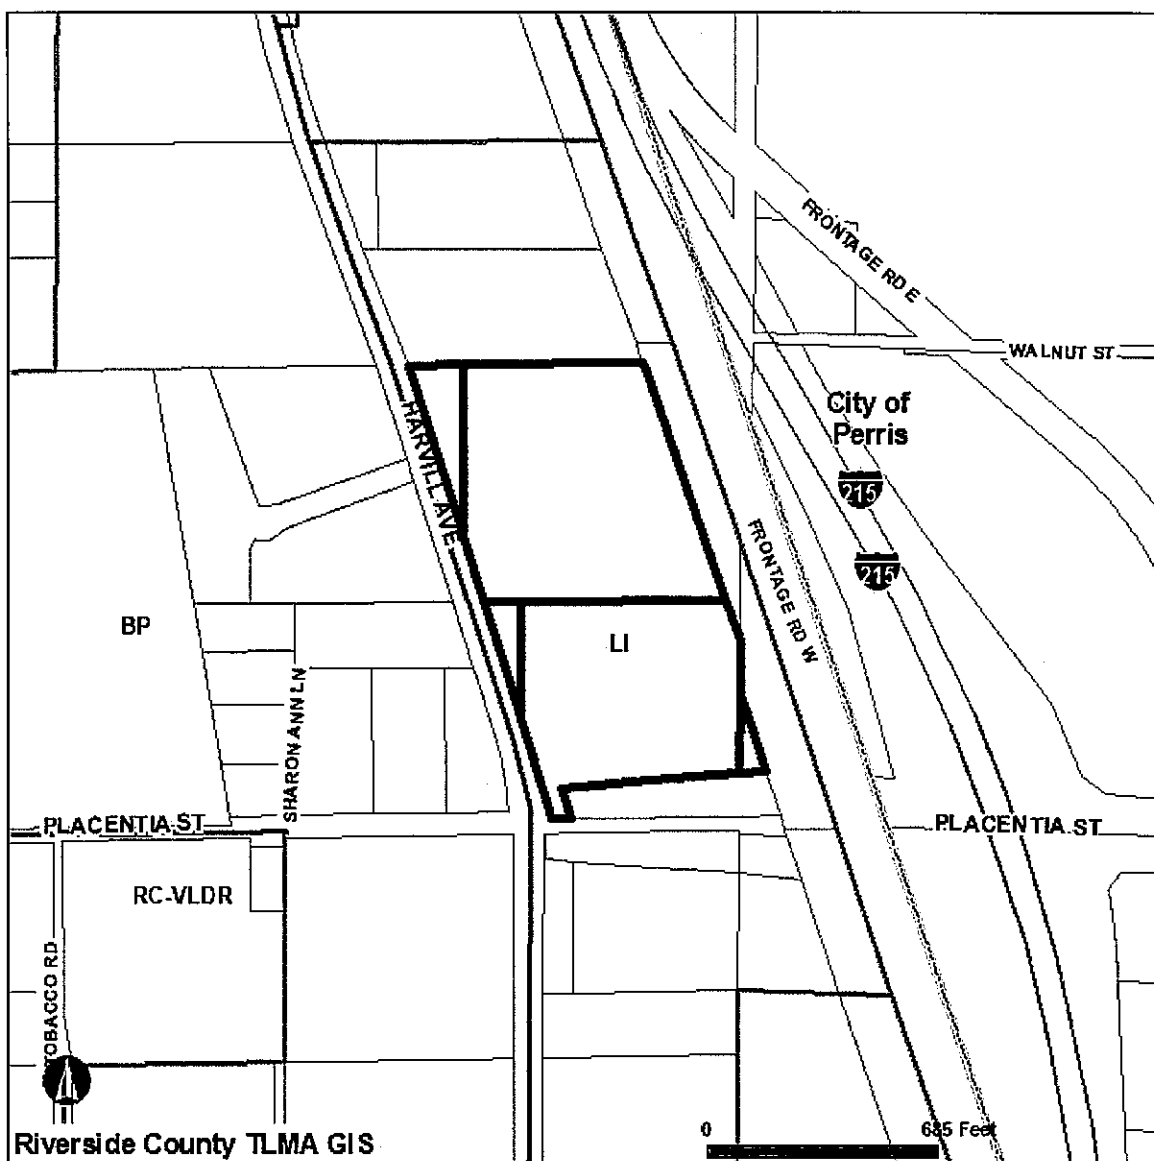 FRONTAGE RD E
WALNUT ST
City of
Perris
215
HARVILL AVE
FRONTAGE RD W
215
BP
LI
SHARON ANN LN
PLACENTIA ST
PLACENTIA ST
RC-VLDR
TOBACCO RD
0
685 Feet
Riverside County TLMA GIS